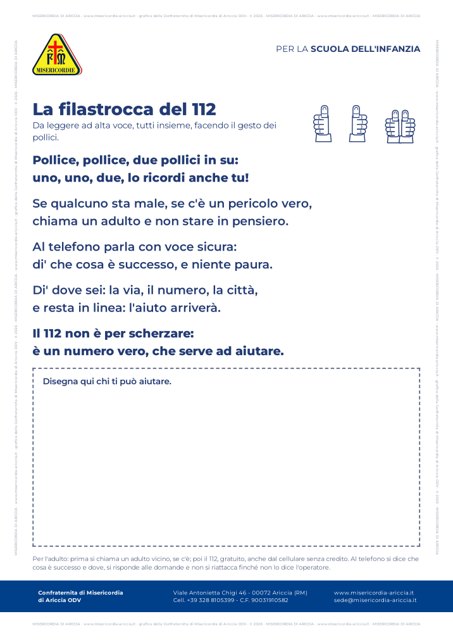 MISERICORDIE
PER LA SCUOLA DELL'INFANZIA
La filastrocca del 112
Da leggere ad alta voce, tutti insieme, facendo il gesto dei
pollici.
Pollice, pollice, due pollici in su:
uno, uno, due, lo ricordi anche tu!
Se qualcuno sta male, se c'è un pericolo vero,
chiama un adulto e non stare in pensiero.
Al telefono parla con voce sicura:
di' che cosa è successo, e niente paura.
Di' dove sei: la via, il numero, la città,
e resta in linea: l'aiuto arriverà.
Il 112 non è per scherzare:
è un numero vero, che serve ad aiutare.
Disegna qui chi ti può aiutare.
Per l'adulto: prima si chiama un adulto vicino, se c'è; poi il 112, gratuito, anche dal cellulare senza credito. Al telefono si dice che
cosa è successo e dove, si risponde alle domande e non si riattacca finché non lo dice l'operatore.
Confraternita di Misericordia
di Ariccia ODV
Viale Antonietta Chigi 46 - 00072 Ariccia (RM)
Cell. +39 328 8105399 - C.F. 90031910582
www.misericordia-ariccia.it
sede@misericordia-ariccia.it